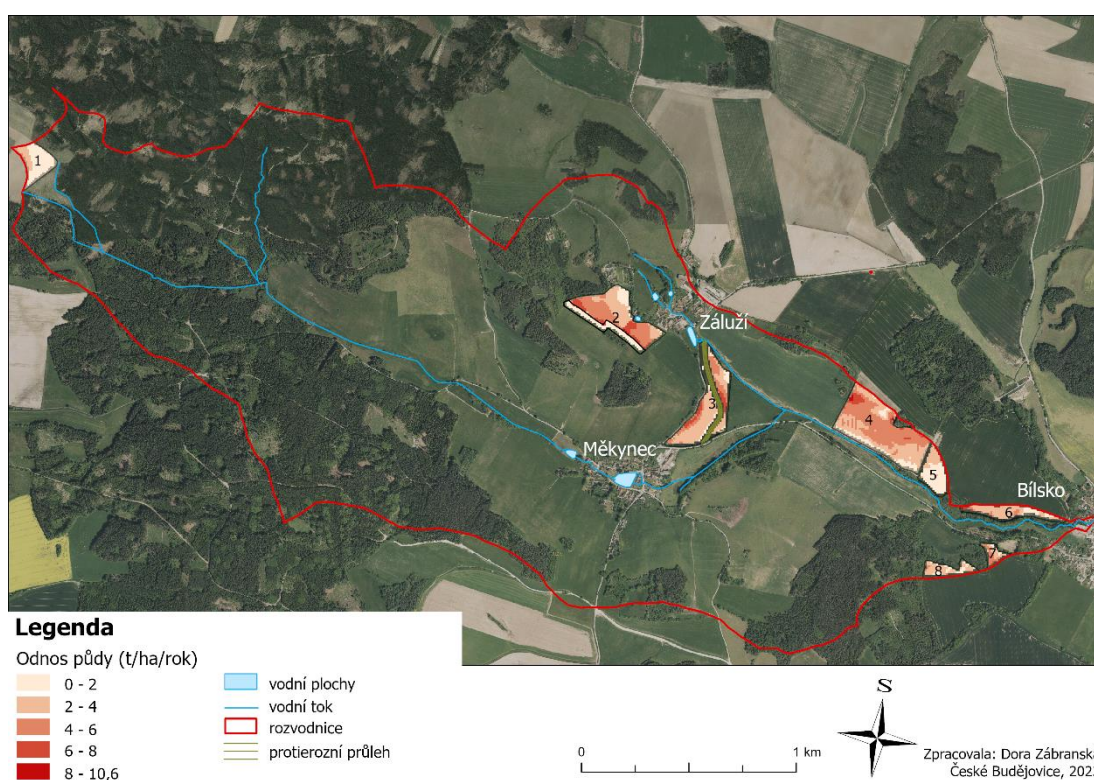 1
2
Záluží
3
4
Měkynec
5
Bílsko
6
7
8
Legenda
Odnos půdy (t/ha/rok)
0 - 2
2 - 4
4 - 6
6 - 8
8 - 10,6
vodní plochy
vodní tok
rozvodnice
protierozní průleh
S
0 1 km
Zpracovala: Dora Zábranska
České Budějovice,